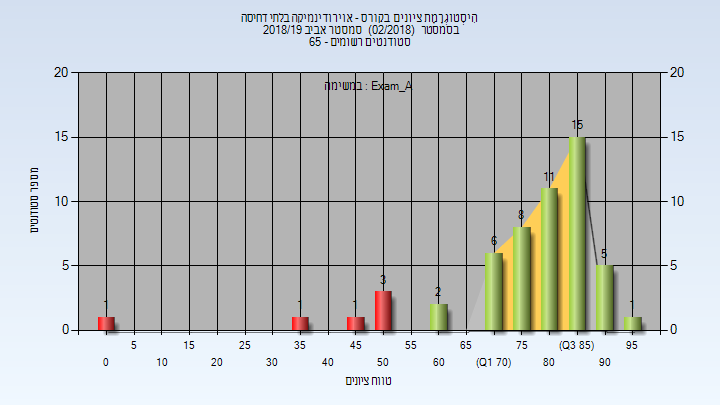 היסטוגרמת ציונים בקורס - אוירודינמיקה בלתי דחיסה
בסמסטר (02/2018) סמסטר אביב 2018/19
סטודנטים רשומים - 65
במשימה : Exam_A
מספר סטודנטים
20
15
10
5
0
20
15
10
5
0
1
1
1
3
2
6
8
11
15
5
1
5 15 25 35 45 55 65 75 (Q3 85) 95
0 10 20 30 40 50 60 (Q1 70) 80 90
טווח ציונים